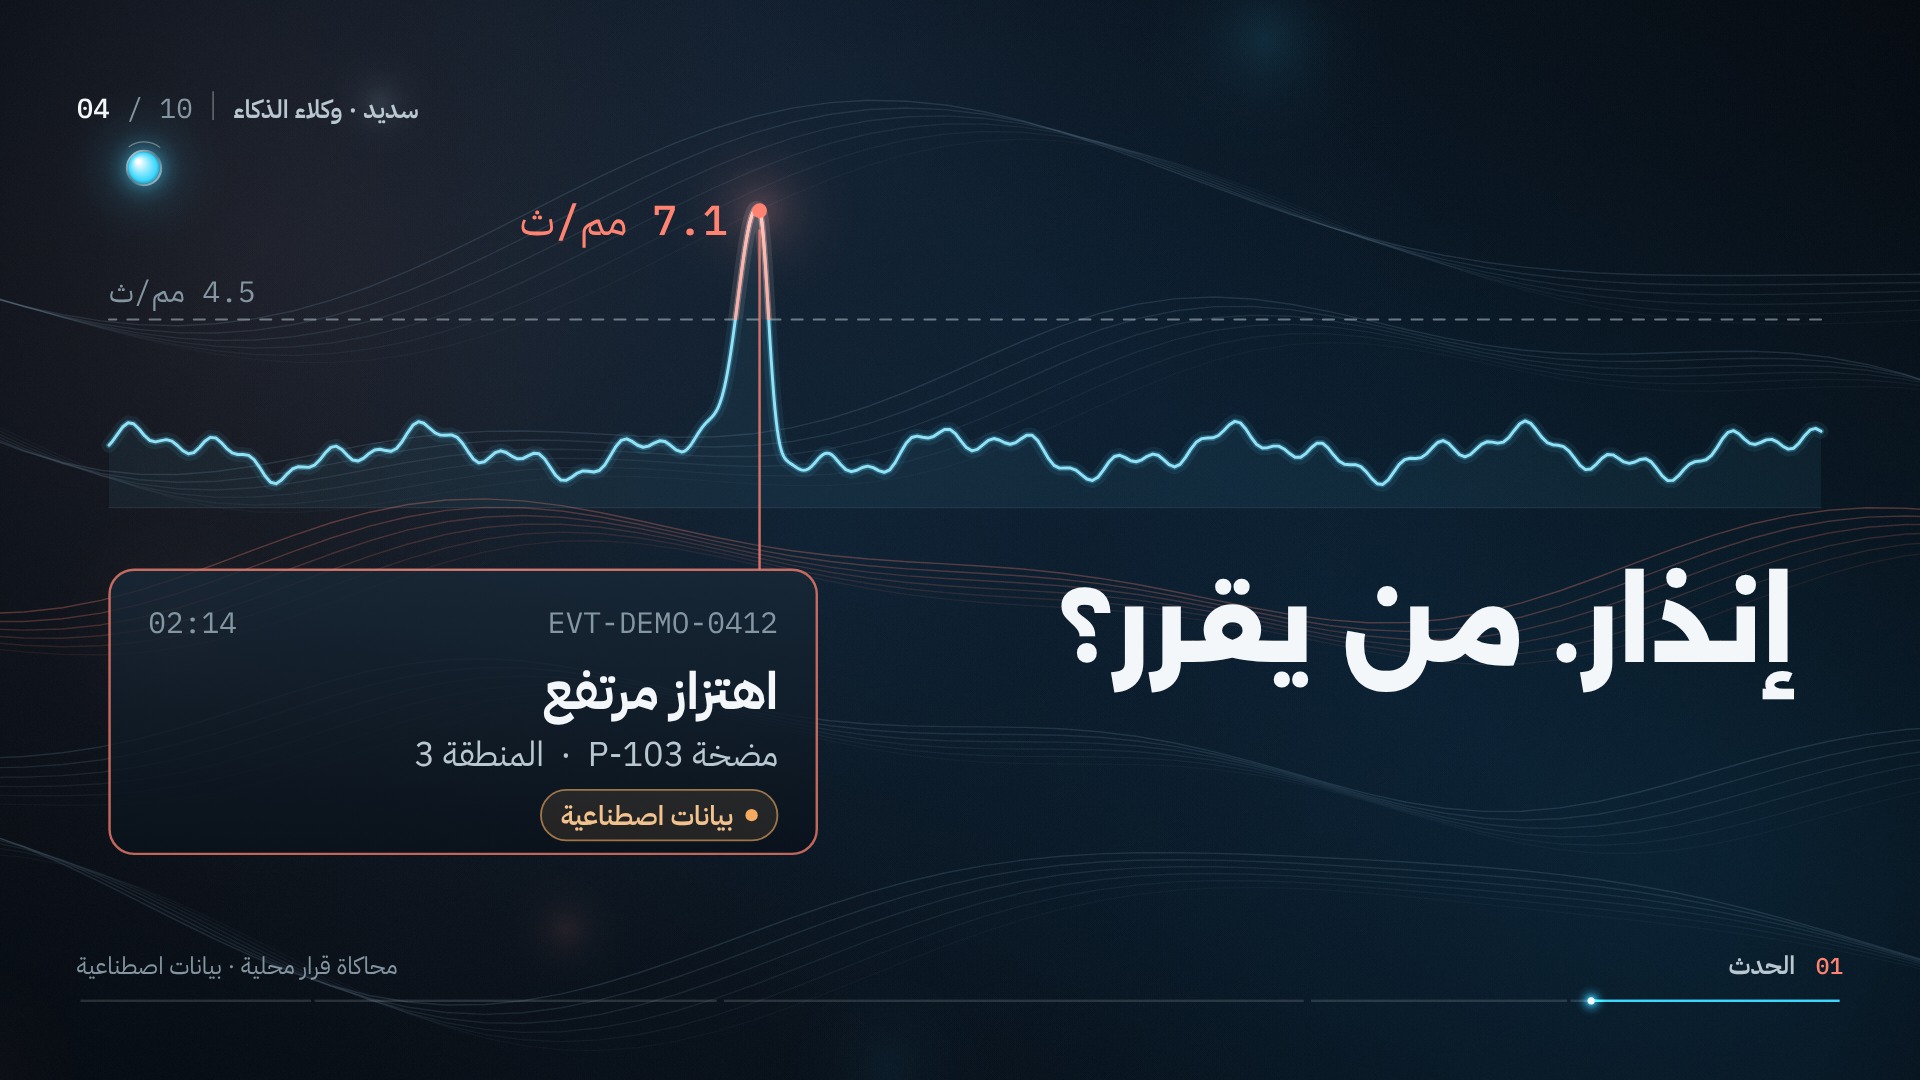 سديد · وكلاء الذكاء | 04 / 10
7.1 مم/ث
4.5 مم/ث
إنذار. من يقرر؟
EVT-DEMO-0412 02:14
اهتزاز مرتفع
مضخة P-103 · المنطقة 3
بيانات اصطناعية
01 الحدث
محاكاة قرار محلية · بيانات اصطناعية